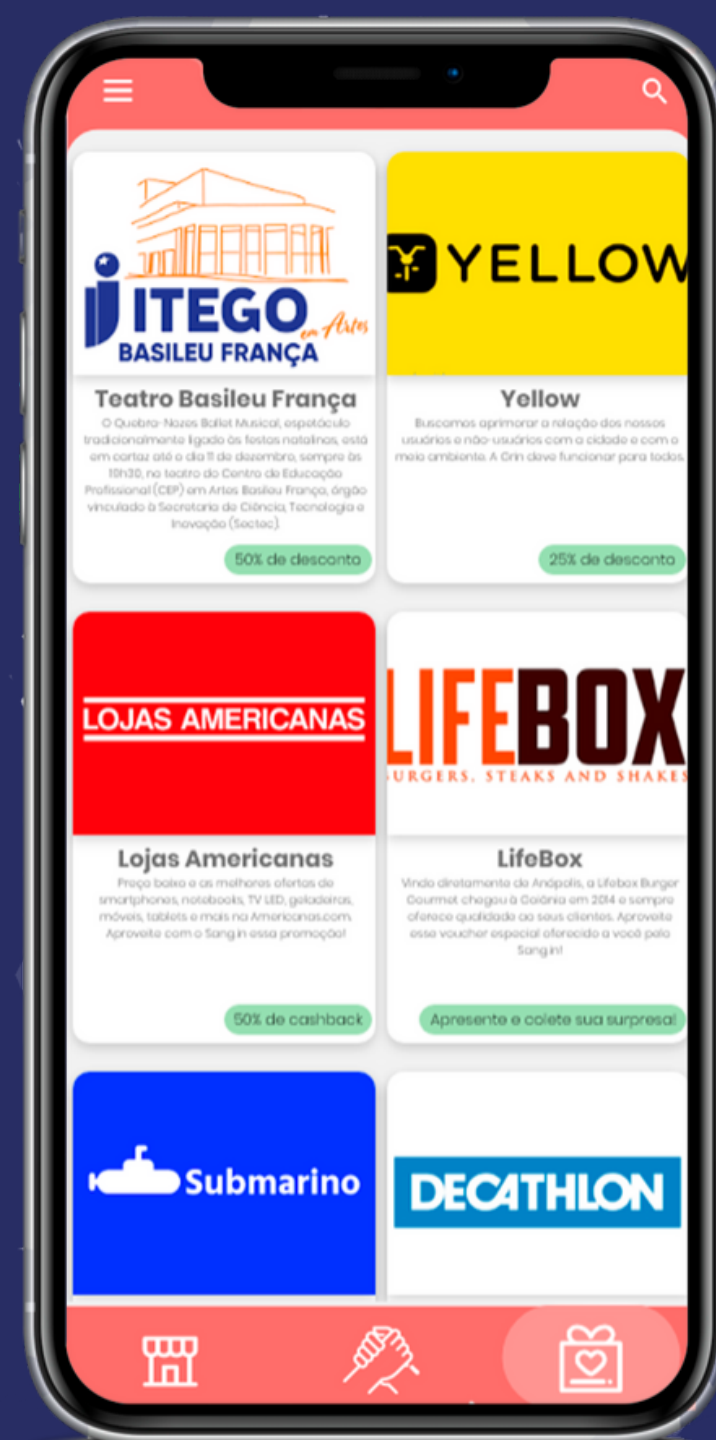 ITEGO
em Artes
BASILEU FRANÇA
Teatro Basileu França
O Quebra-Nozes Ballet Musical, espetáculo
tradicionalmente ligado às festas natalinas, está
em cartaz até o dia 11 de dezembro, sempre às
19h30, no teatro do Centro de Educação
Profissional (CEP) em Artes Basileu França, órgão
vinculado à Secretaria de Ciência, Tecnologia e
Inovação (Sectec).
50% de desconto
YELLOW
Yellow
Buscamos aprimorar a relação dos nossos
usuários e não-usuários com a cidade e com o
meio ambiente. A Grin deve funcionar para todos.
25% de desconto
LOJAS AMERICANAS
Lojas Americanas
Preço baixo e as melhores ofertas de
smartphones, notebooks, TV LED, geladeiras,
móveis, tablets e mais na Americanas.com.
Aproveite com o Sang.in essa promoção!
50% de cashback
LIFEBOX
URGERS, STEAKS AND SHAKES
LifeBox
Vindo diretamente de Anápolis, a Lifebox Burger
Gourmet chegou à Goiânia em 2014 e sempre
oferece qualidade ao seus clientes. Aproveite
esse voucher especial oferecido a você pelo
Sang.in!
Apresente e colete sua surpresa!
Submarino
DECATHLON